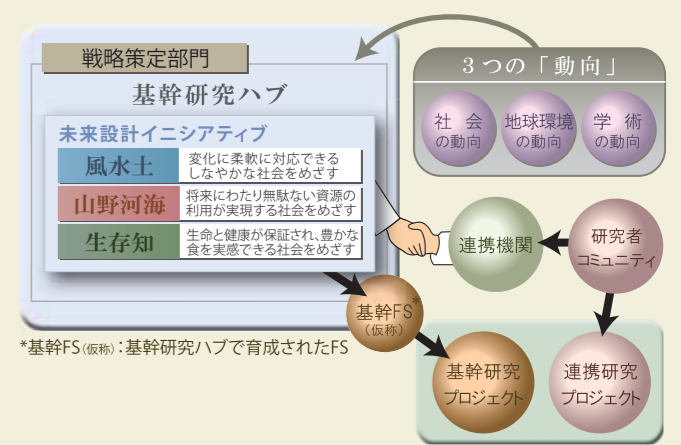 戦略策定部門
基幹研究ハブ
未来設計イニシアティブ
風水土
変化に柔軟に対応できる
しなやかな社会をめざす
山野河海
将来にわたり無駄ない資源の
利用が実現する社会をめざす
生存知
生命と健康が保証され、豊かな
食を実感できる社会をめざす
3つの「動向」
社会
の動向
地球環境
の動向
学術
の動向
連携機関
研究者
コミュニティ
基幹FS*
(仮称)
*基幹FS(仮称):基幹研究ハブで育成されたFS
基幹研究
プロジェクト
連携研究
プロジェクト